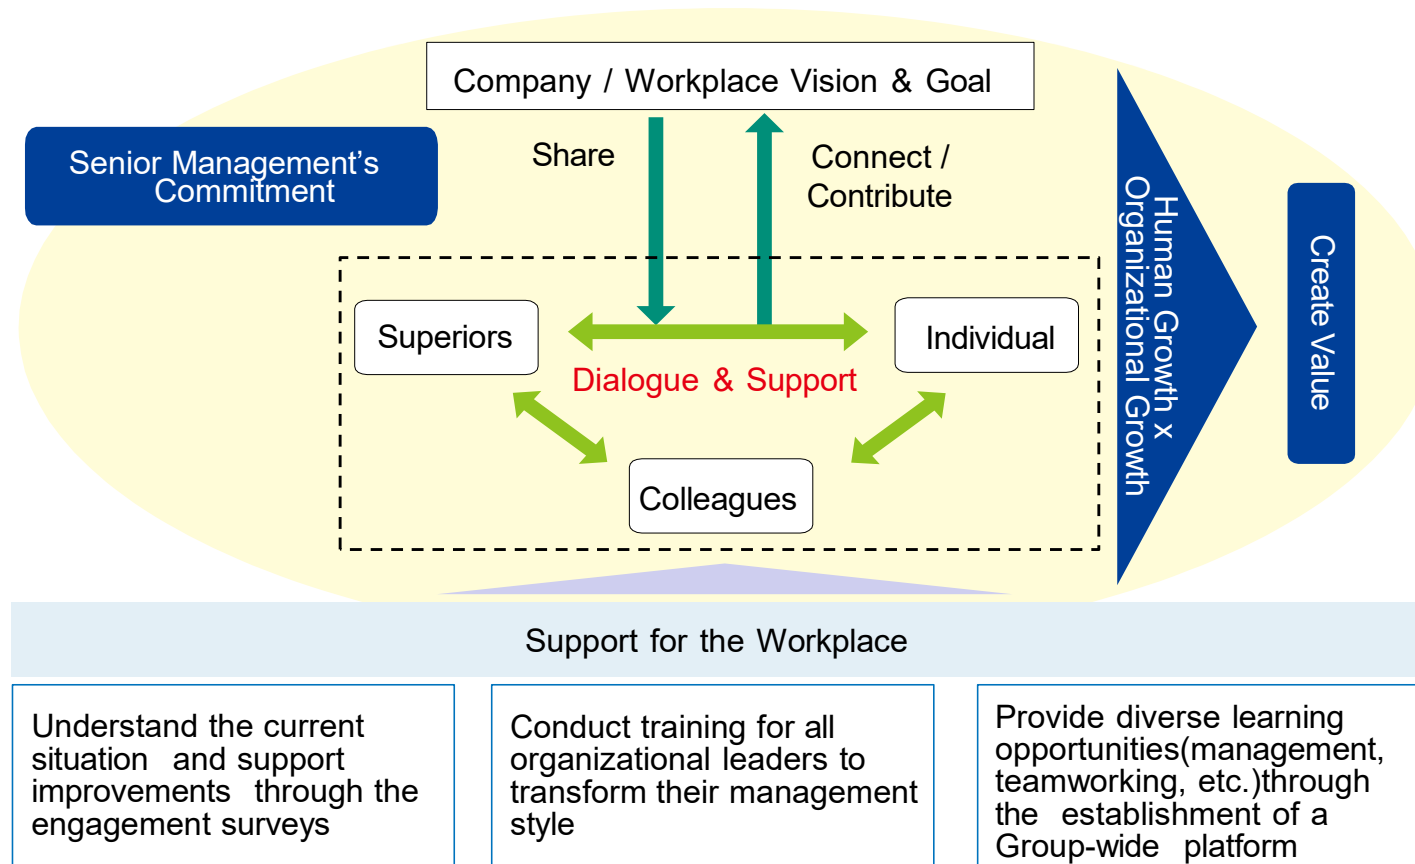 Company / Workplace Vision & Goal
Senior Management’s
Commitment
Share
Connect /
Contribute
Superiors
Individual
Dialogue & Support
Colleagues
Human Growth x
Organizational Growth
Create Value
Support for the Workplace
Understand the current
situation and support
improvements through the
engagement surveys
Conduct training for all
organizational leaders to
transform their management
style
Provide diverse learning
opportunities(management,
teamworking, etc.)through
the establishment of a
Group-wide platform